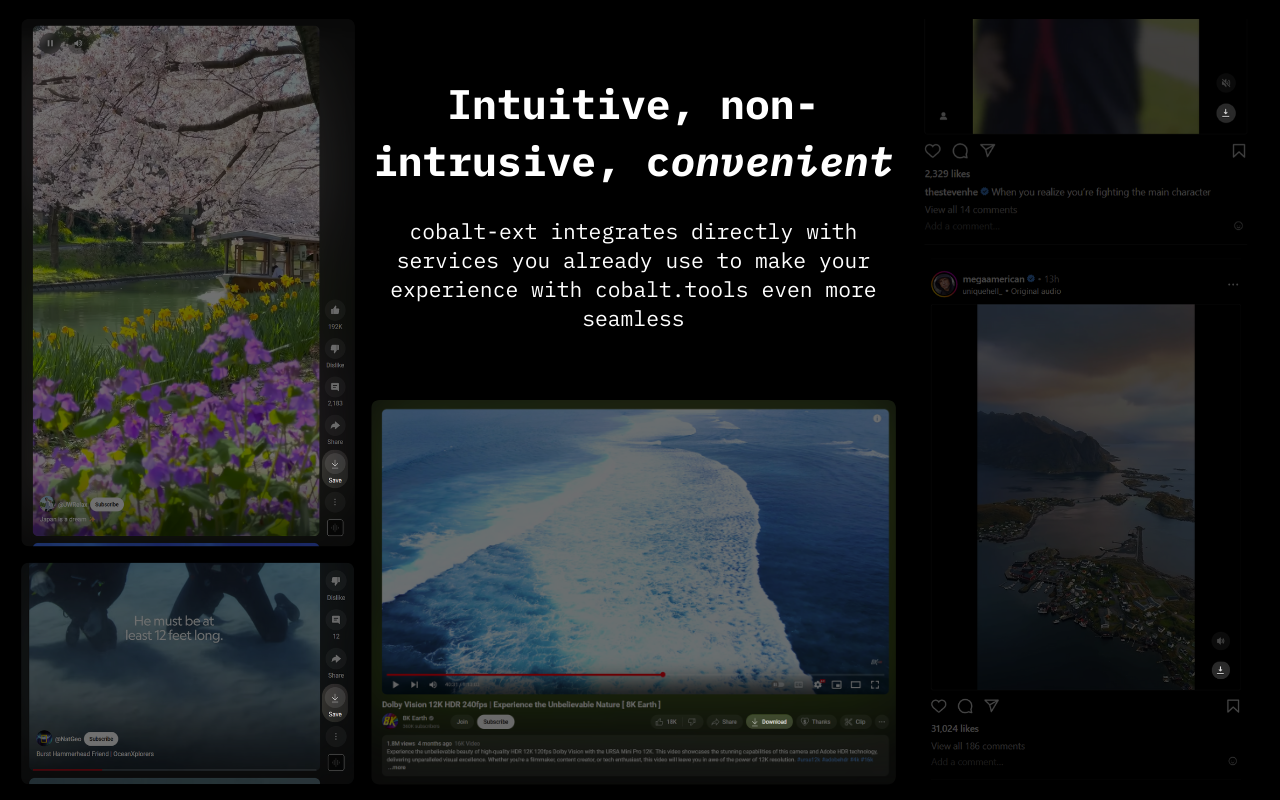 Intuitive, non-
intrusive, convenient
cobalt-ext integrates directly with
services you already use to make your
experience with cobalt.tools even more
seamless
192K
Dislike
2,183
Share
Save
Subscribe
Japan is a dream
He must be at
least 12 feet long.
Dislike
12
Share
Save
@NatGeo Subscribe
Burst Hammerhead Friend | OceanXplorers
Dolby Vision 12K HDR 240fps | Experience the Unbelievable Nature [ 8K Earth ]
8K Earth
Join Subscribe 18K Share Download Thanks Clip
1.8M views 4 months ago 16K Video
Experience the unbelievable beauty of high-quality HDR 12K 120fps Dolby Vision with the URSA Mini Pro 12K. This video showcases the stunning capabilities of this camera and Adobe HDR technology,
delivering unparalleled visual excellence. Whether you're a filmmaker, content creator, or tech enthusiast, this video will leave you in awe of the power of 12K resolution.
...more
2,329 likes
thestevenhe When you realize you're fighting the main character
View all 14 comments
Add a comment...
megaamerican • 13h
uniquehell_ • Original audio
31,024 likes
View all 186 comments
Add a comment...